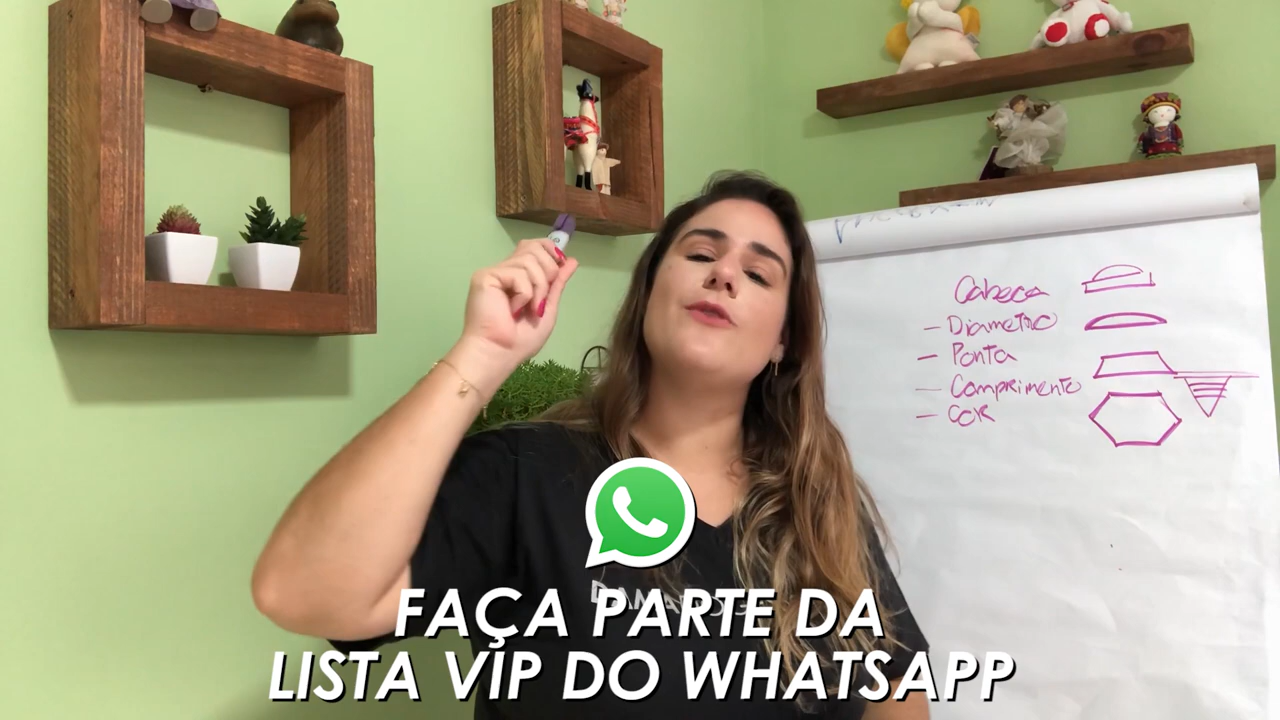 Cabeça
- Diametro
- Ponta
- Comprimento
- COR
FAÇA PARTE DA
LISTA VIP DO WHATSAPP